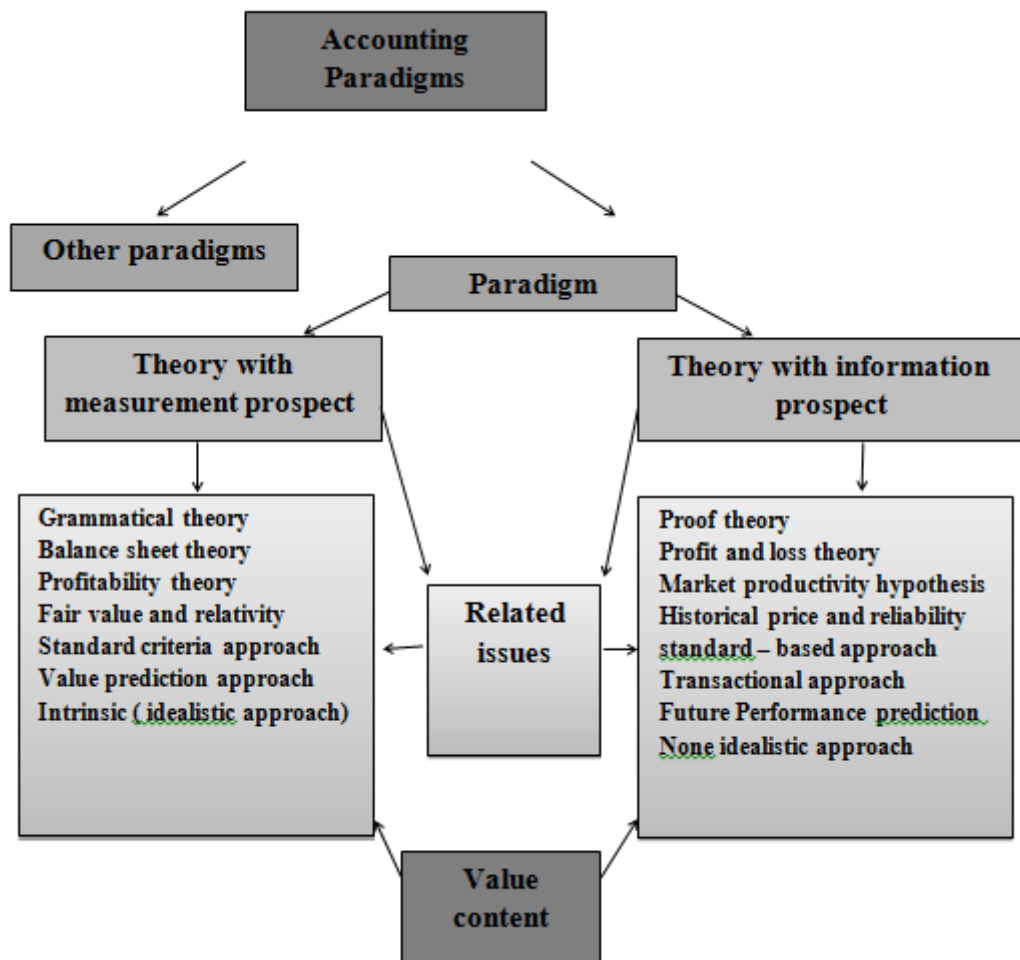 Accounting
Paradigms
Other paradigms
Paradigm
Theory with
measurement prospect
Theory with information
prospect
Grammatical theory
Balance sheet theory
Profitability theory
Fair value and relativity
Standard criteria approach
Value prediction approach
Intrinsic ( idealistic approach)
Related
issues
Proof theory
Profit and loss theory
Market productivity hypothesis
Historical price and reliability
standard – based approach
Transactional approach
Future Performance prediction
None idealistic approach
Value
content